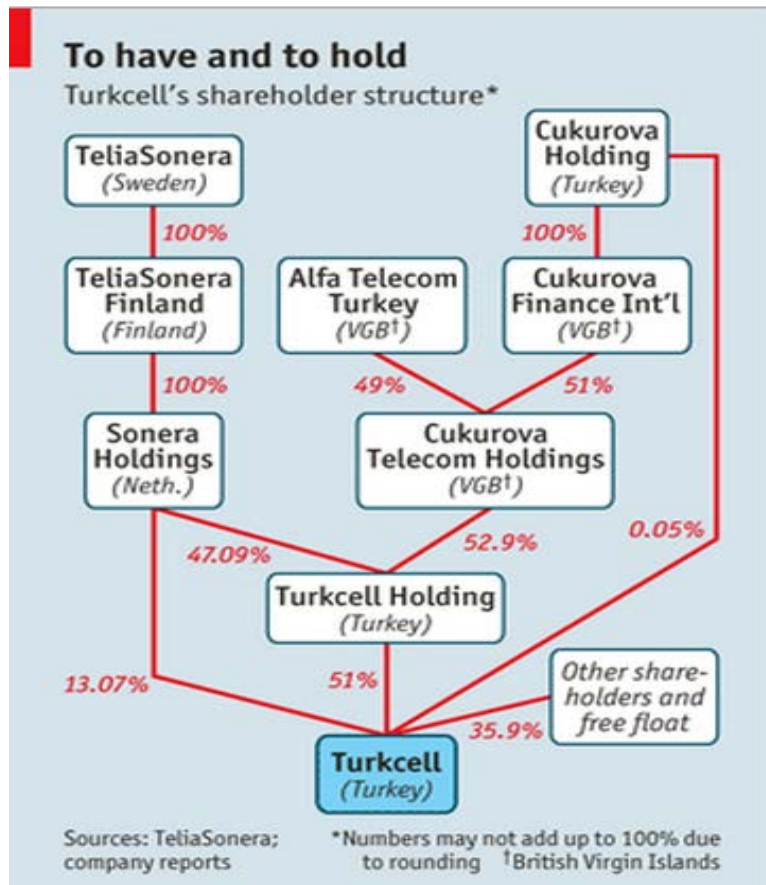 To have and to hold
Turkcell's shareholder structure*
TeliaSonera
(Sweden)
Cukurova
Holding
(Turkey)
100%
100%
TeliaSonera
Finland
(Finland)
Alfa Telecom
Turkey
(VGB†)
Cukurova
Finance Int'l
(VGB†)
100%
49%
51%
Sonera
Holdings
(Neth.)
Cukurova
Telecom Holdings
(VGB†)
47.09%
52.9%
0.05%
Turkcell Holding
(Turkey)
13.07%
51%
35.9%
Other share-
holders and
free float
Turkcell
(Turkey)
Sources: TeliaSonera;
company reports
*Numbers may not add up to 100% due
to rounding †British Virgin Islands